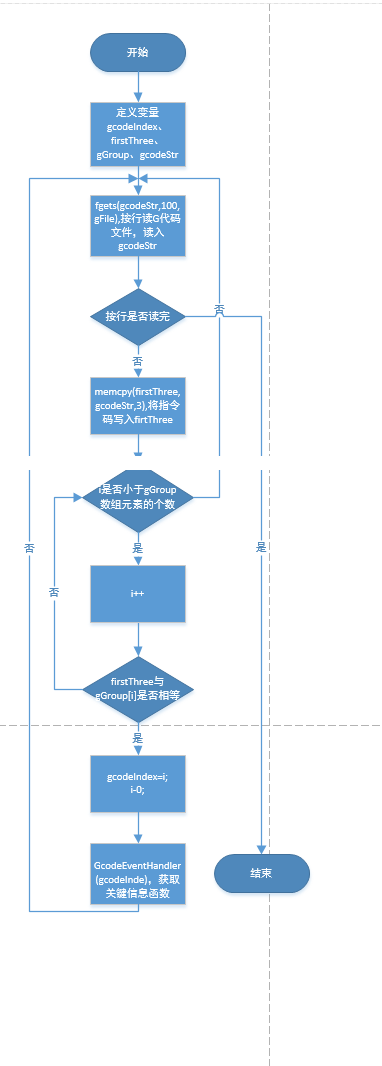 开始
定义变量
gcodeIndex、
firstThree、
gGroup、gcodeStr
fgets(gcodeStr,100,
gFile),按行读G代码
文件，读入
gcodeStr
按行是否读完
否
否
memcpy(firstThree,
gcodeStr,3),将指令
码写入firtThree
i是否小于gGroup
数组元素的个数
否
是
是
否
i++
firstThree与
gGroup[i]是否相等
是
gcodeIndex=i;
i-0;
GcodeEventHandler
(gcodeInde)，获取
关键信息函数
结束